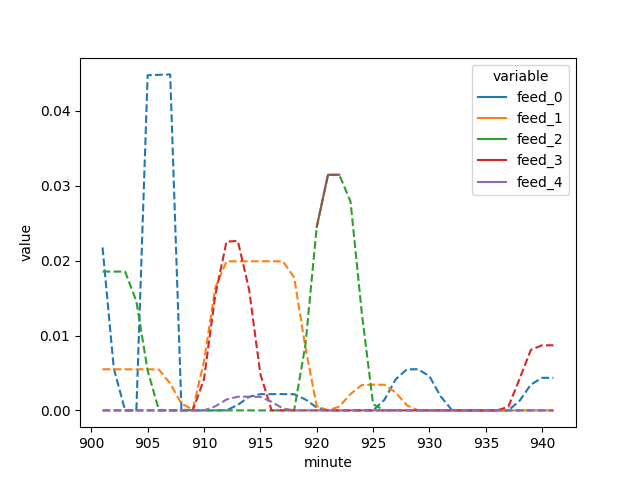 variable
feed_0
feed_1
feed_2
feed_3
feed_4
0.04
0.03
0.02
0.01
0.00
value
900 905 910 915 920 925 930 935 940
minute